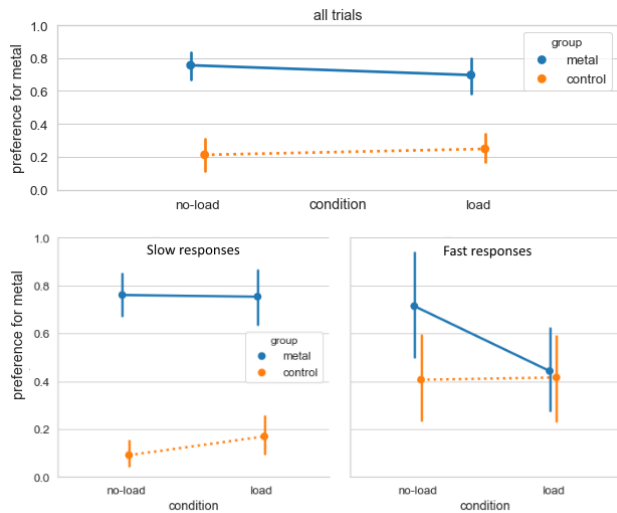 all trials
1.0
0.8
0.6
0.4
0.2
0.0
preference for metal
group
metal
control
no-load
condition
load
Slow responses
1.0
0.8
0.6
0.4
0.2
0.0
preference for metal
group
metal
control
no-load
load
condition
Fast responses
no-load
load
condition